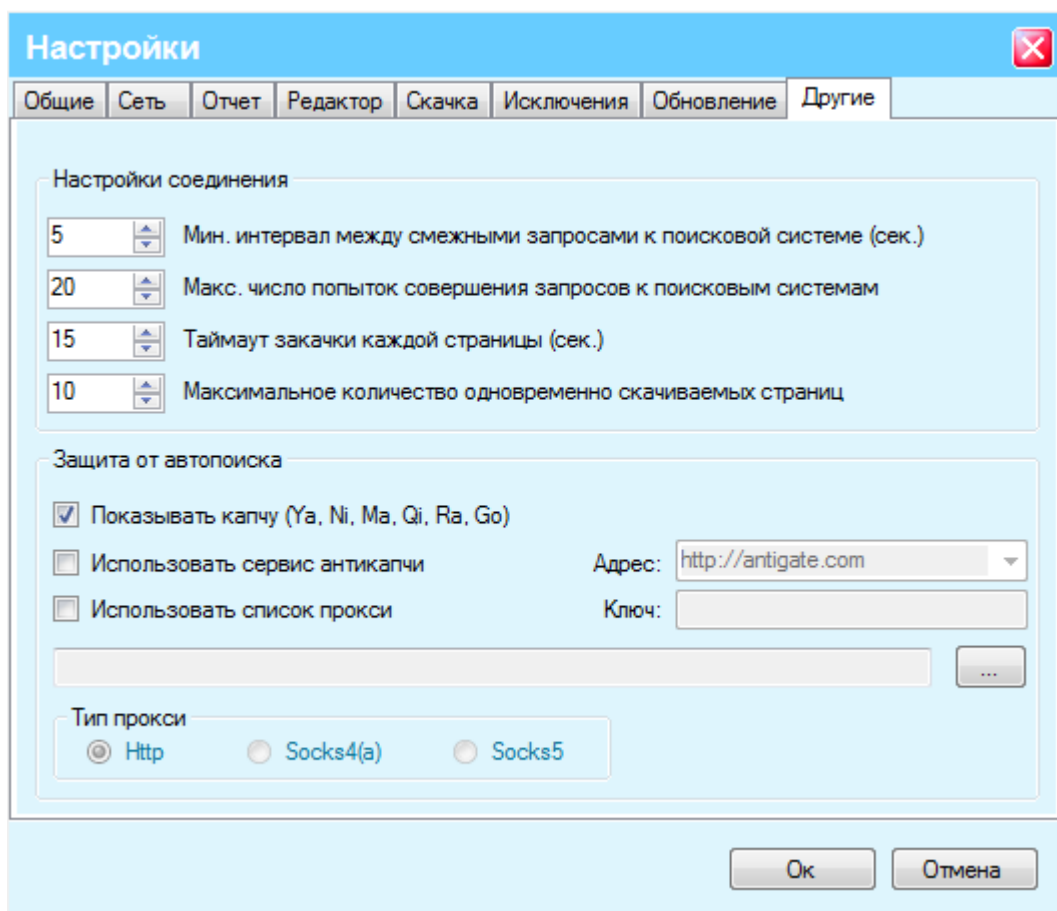 Настройки
Общие Сеть Отчет Редактор Скачка Исключения Обновление Другие
Настройки соединения
5 Мин. интервал между смежными запросами к поисковой системе (сек.)
20 Макс. число попыток совершения запросов к поисковым системам
15 Таймаут закачки каждой страницы (сек.)
10 Максимальное количество одновременно скачиваемых страниц
Защита от автопоиска
Показывать капчу (Ya, Ni, Ma, Qi, Ra, Go)
Использовать сервис антикапчи Адрес: http://antigate.com
Использовать список прокси Ключ:
...
Тип прокси
Http Socks4(a) Socks5
Ок Отмена